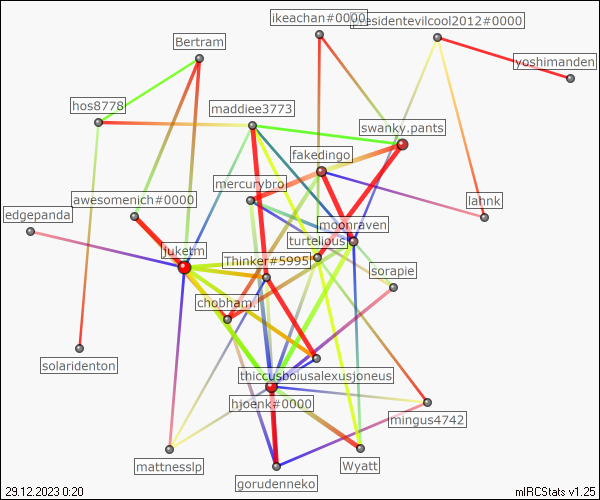 ikeachan#0000
presidentevilcool2012#0000
Bertram
yoshimanden
hos8778
maddiee3773
swanky.pants
fakedingo
mercurybro
awesomenich#0000
lahnk
edgepanda
moonraven
turtelious
juketm
Thinker#5995
sorapie
chobham.
solaridenton
thiccusboiusalexusjoneus
hjoenk#0000
mingus4742
mattnesslp
Wyatt
gorudenneko
29.12.2023 0:20
mIRCStats v1.25